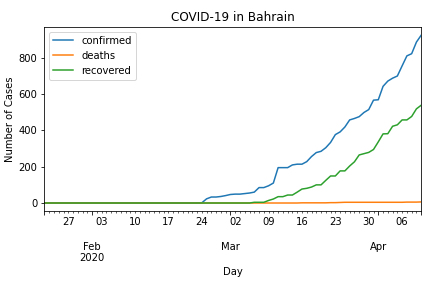 COVID-19 in Bahrain
confirmed
deaths
recovered
Number of Cases
800
600
400
200
0
27 03 10 17 24 02 09 16 23 30 06
Feb Mar Apr
2020
Day